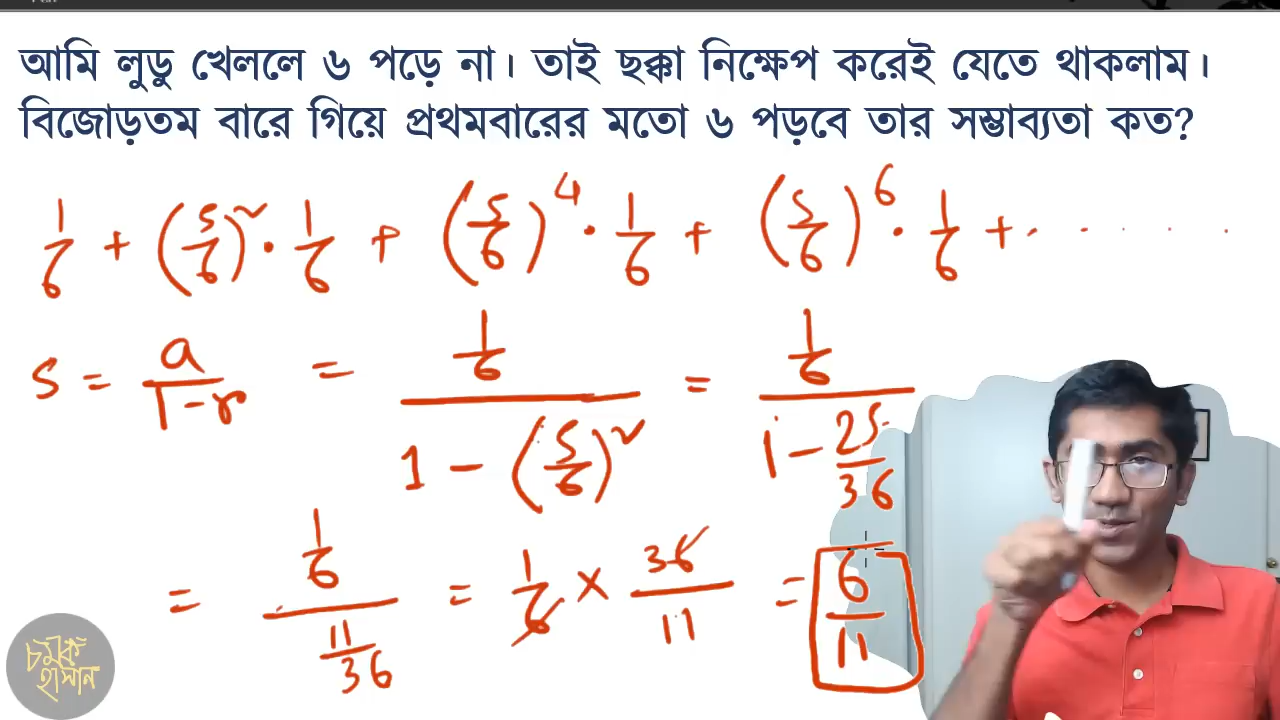 আমি লুডু খেললে ৬ পড়ে না। তাই ছক্কা নিক্ষেপ করেই যেতে থাকলাম।
বিজোড়তম বারে গিয়ে প্রথমবারের মতো ৬ পড়বে তার সম্ভাব্যতা কত?
1/6 + (5/6)^২ · 1/6 + (5/6)^4 · 1/6 + (5/6)^6 · 1/6 + · · · · · ·
S = a/(1-r) = (1/6)/(1 - (5/6)^২) = (1/6)/(1 - 25/36)
= (1/6)/(11/36) = 1/6 × 36/11 = 6/11
চমক
হাসান